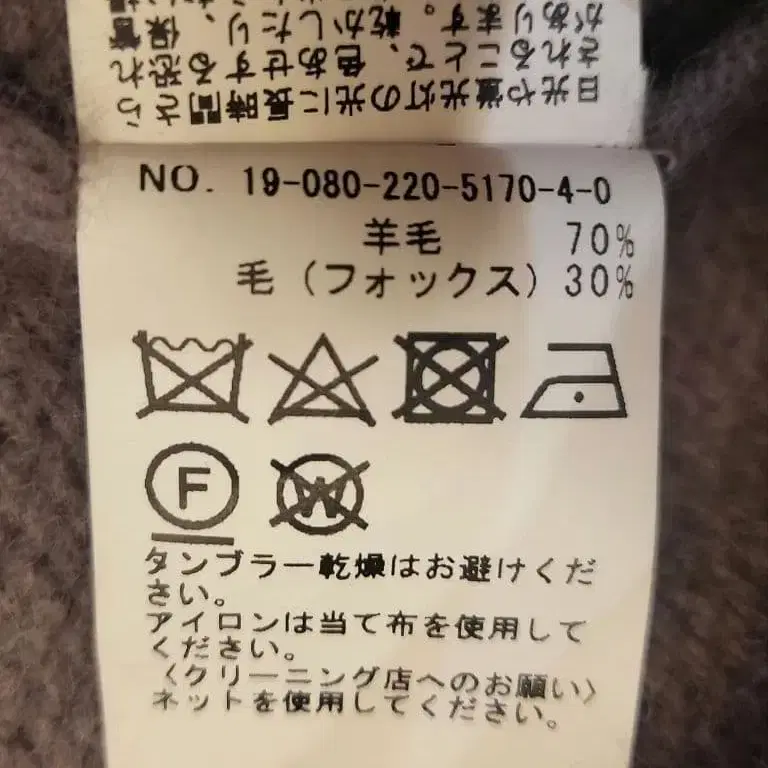 日光や蛍光灯の光に長時間さら
されることで、色あせする恐れ
があります。乾かしたり、保管
NO. 19-080-220-5170-4-0
羊毛 70%
毛（フォックス）30%
F W
タンブラー乾燥はお避けくだ
さい。
アイロンは当て布を使用して
ください。
〈クリーニング店へのお願い〉
ネットを使用してください。